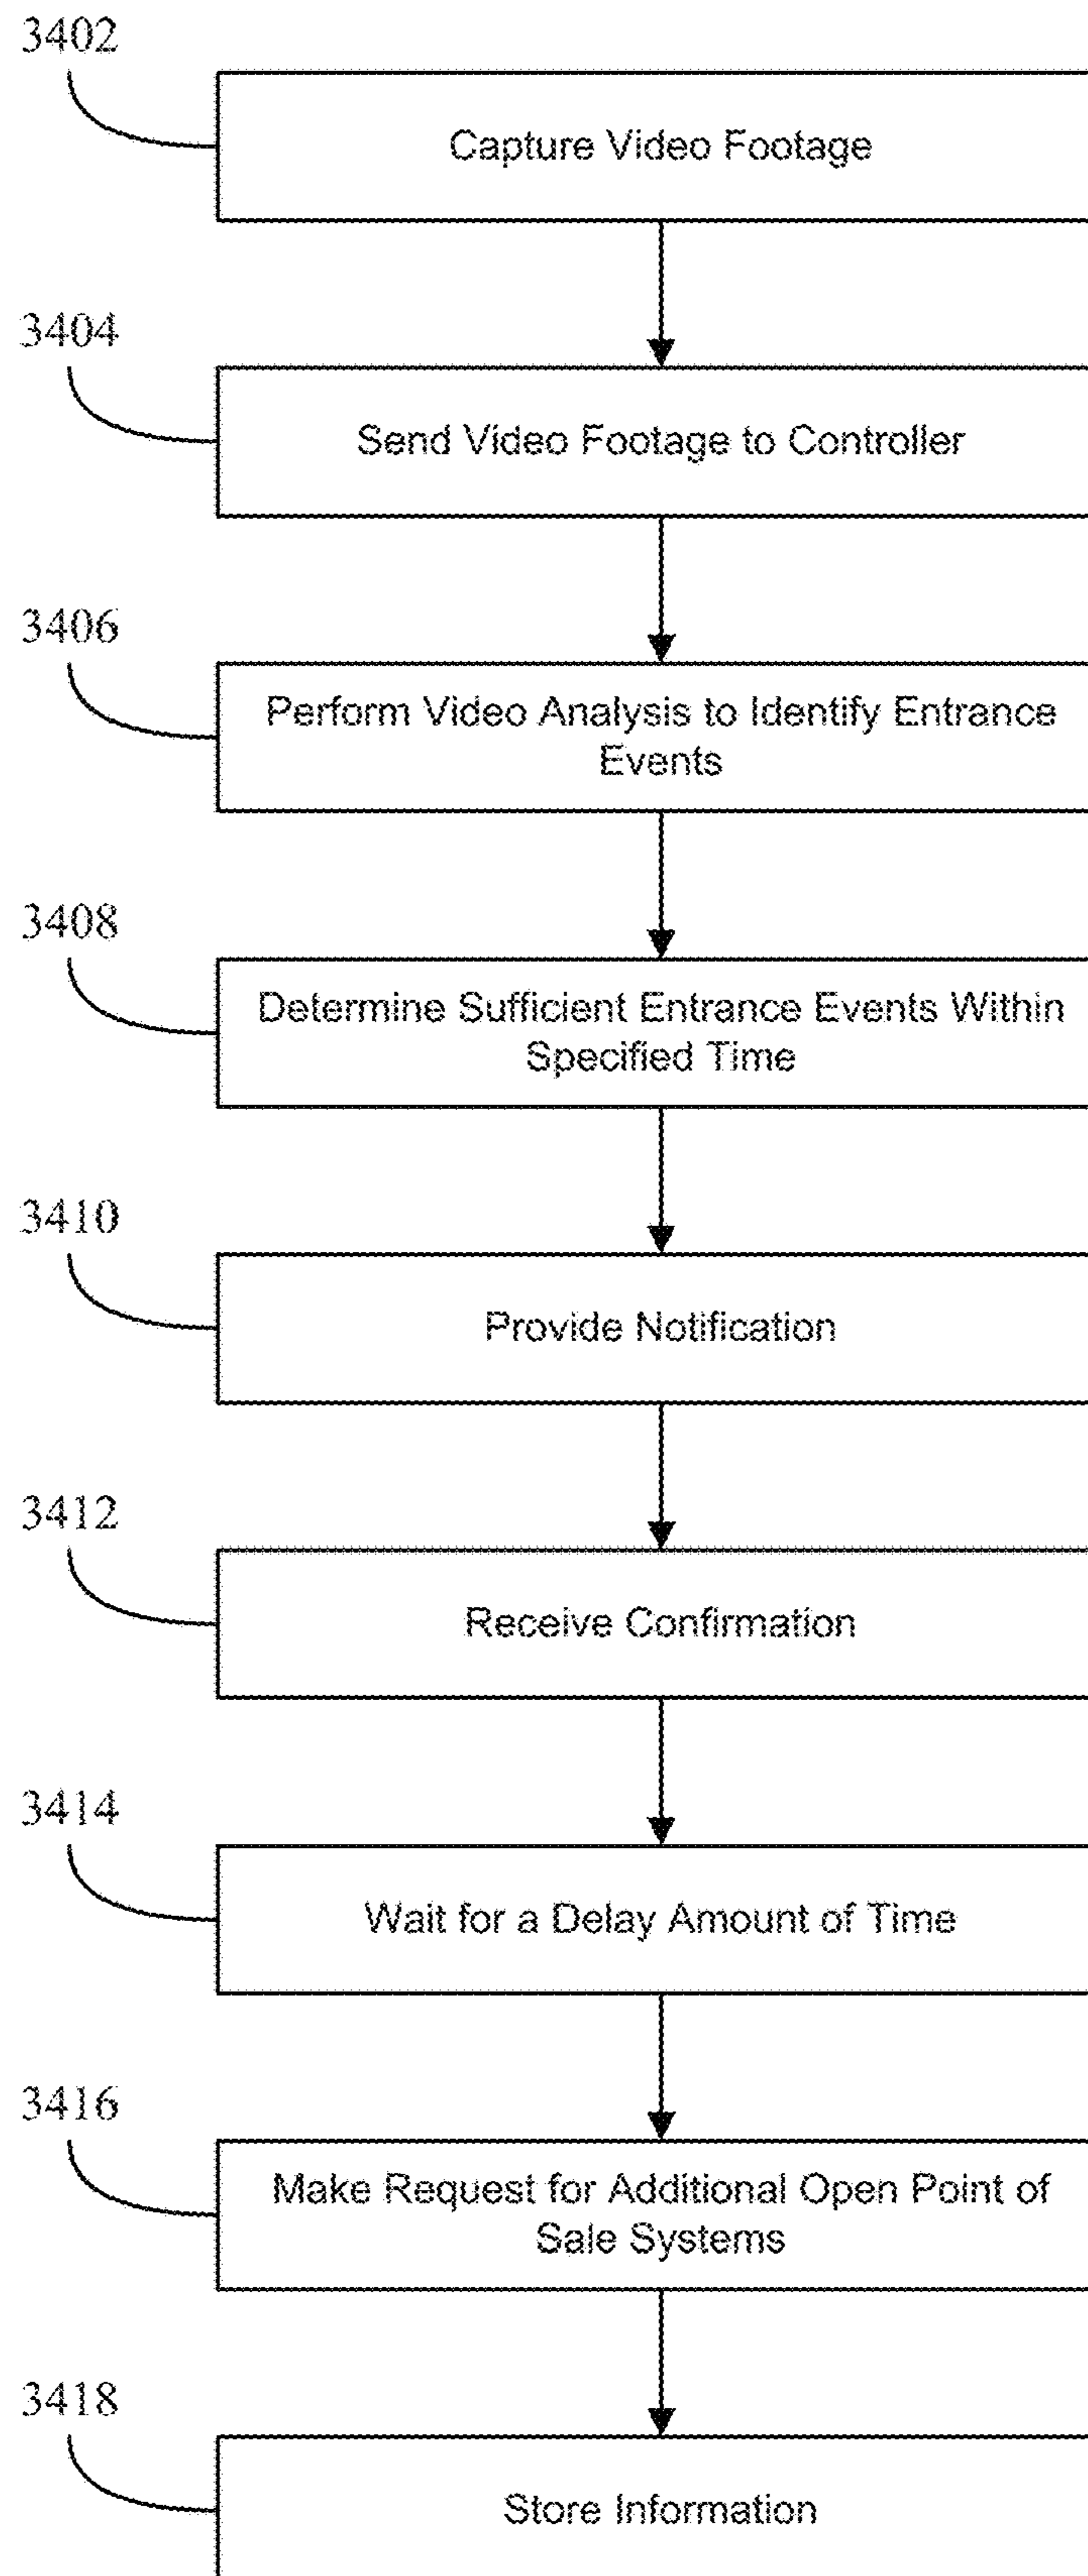 3402
Capture Video Footage
3404
Send Video Footage to Controller
3406
Perform Video Analysis to Identify Entrance
Events
3408
Determine Sufficient Entrance Events Within
Specified Time
3410
Provide Notification
3412
Receive Confirmation
3414
Wait for a Delay Amount of Time
3416
Make Request for Additional Open Point of
Sale Systems
3418
Store Information